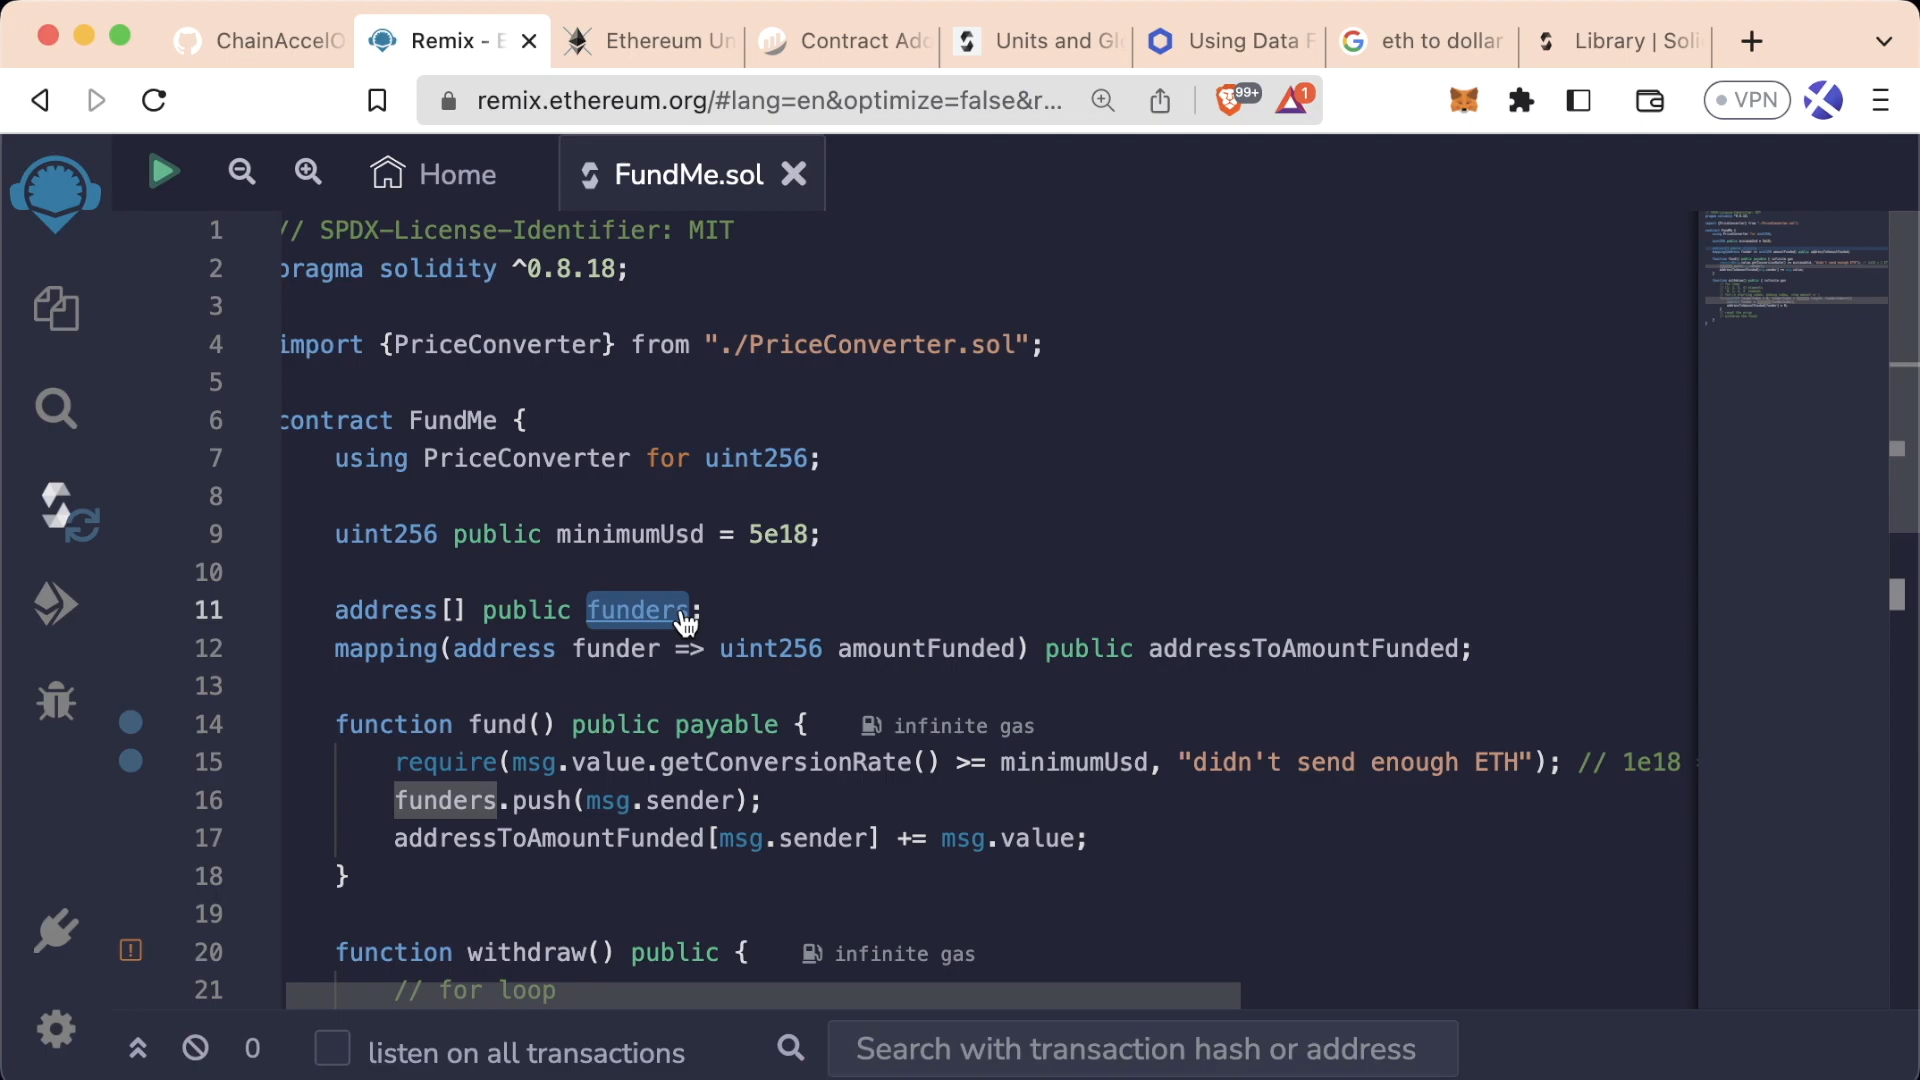 ChainAccelO
Remix - E
Ethereum Un
Contract Add
Units and Gl
Using Data F
eth to dollar
Library | Soli
remix.ethereum.org/#lang=en&optimize=false&r...
99+
1
VPN
Home
FundMe.sol
1 // SPDX-License-Identifier: MIT
2 pragma solidity ^0.8.18;
3
4 import {PriceConverter} from "./PriceConverter.sol";
5
6 contract FundMe {
7 using PriceConverter for uint256;
8
9 uint256 public minimumUsd = 5e18;
10
11 address[] public funders;
12 mapping(address funder => uint256 amountFunded) public addressToAmountFunded;
13
14 function fund() public payable { infinite gas
15 require(msg.value.getConversionRate() >= minimumUsd, "didn't send enough ETH"); // 1e18
16 funders.push(msg.sender);
17 addressToAmountFunded[msg.sender] += msg.value;
18 }
19
20 function withdraw() public { infinite gas
21 // for loop
0
listen on all transactions
Search with transaction hash or address